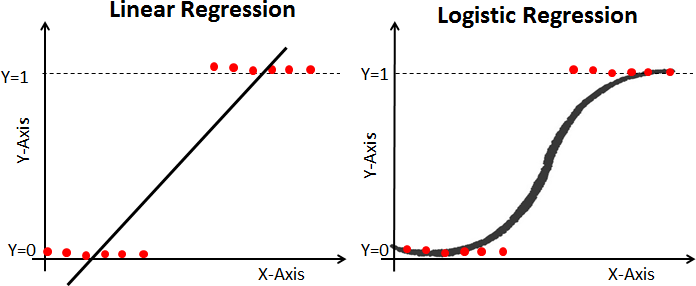 Linear Regression
Y=1
Y-Axis
Y=0
X-Axis
Logistic Regression
Y=1
Y-Axis
Y=0
X-Axis